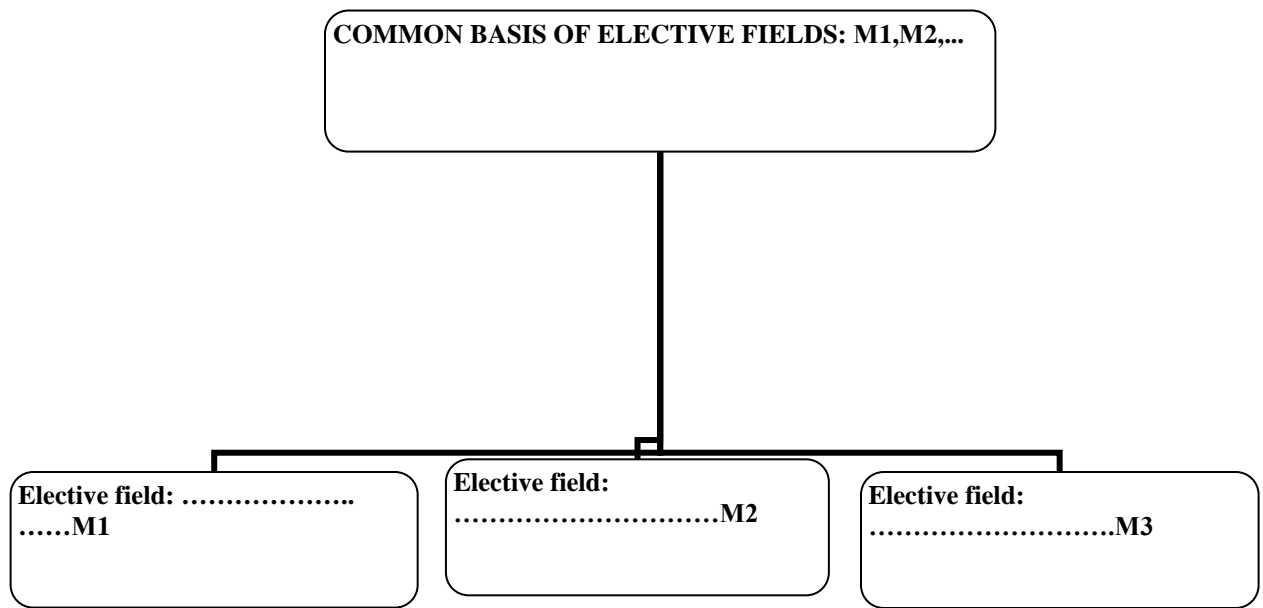 COMMON BASIS OF ELECTIVE FIELDS: M1,M2,...
Elective field: ………………..
……M1
Elective field:
…………………………M2
Elective field:
……………………….M3